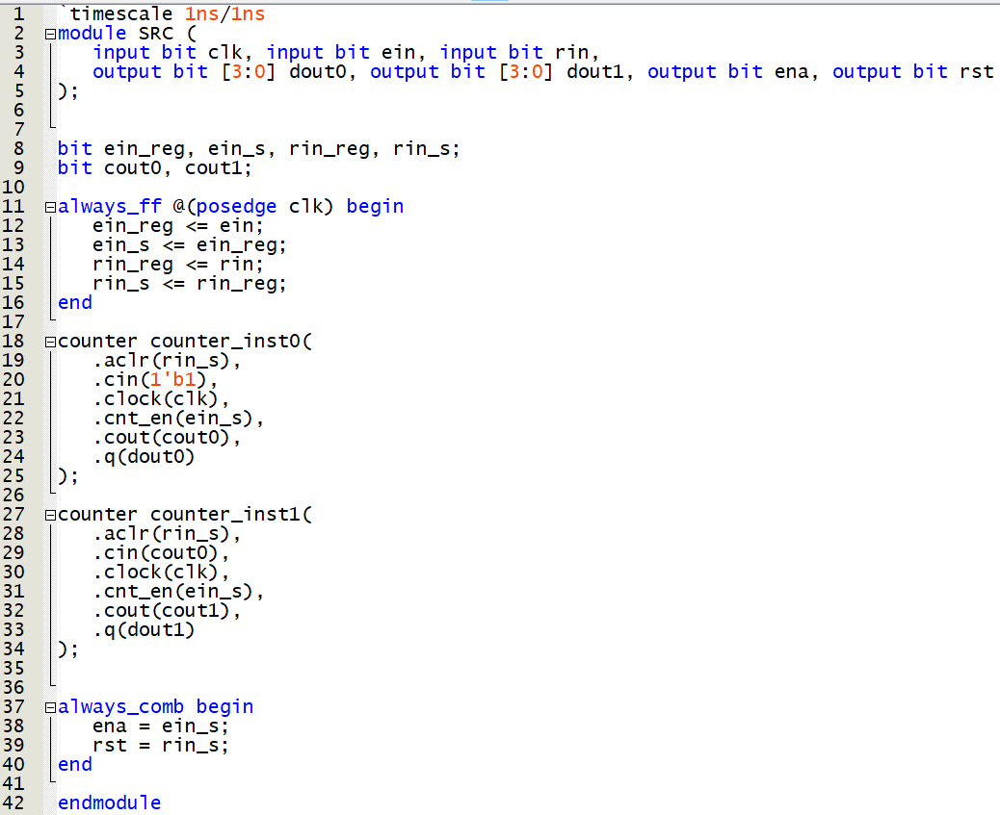 1 `timescale 1ns/1ns
2 module SRC (
3 input bit clk, input bit ein, input bit rin,
4 output bit [3:0] dout0, output bit [3:0] dout1, output bit ena, output bit rst
5 );
6
7
8 bit ein_reg, ein_s, rin_reg, rin_s;
9 bit cout0, cout1;
10
11 always_ff @(posedge clk) begin
12 ein_reg <= ein;
13 ein_s <= ein_reg;
14 rin_reg <= rin;
15 rin_s <= rin_reg;
16 end
17
18 counter counter_inst0(
19 .aclr(rin_s),
20 .cin(1'b1),
21 .clock(clk),
22 .cnt_en(ein_s),
23 .cout(cout0),
24 .q(dout0)
25 );
26
27 counter counter_inst1(
28 .aclr(rin_s),
29 .cin(cout0),
30 .clock(clk),
31 .cnt_en(ein_s),
32 .cout(cout1),
33 .q(dout1)
34 );
35
36
37 always_comb begin
38 ena = ein_s;
39 rst = rin_s;
40 end
41
42 endmodule